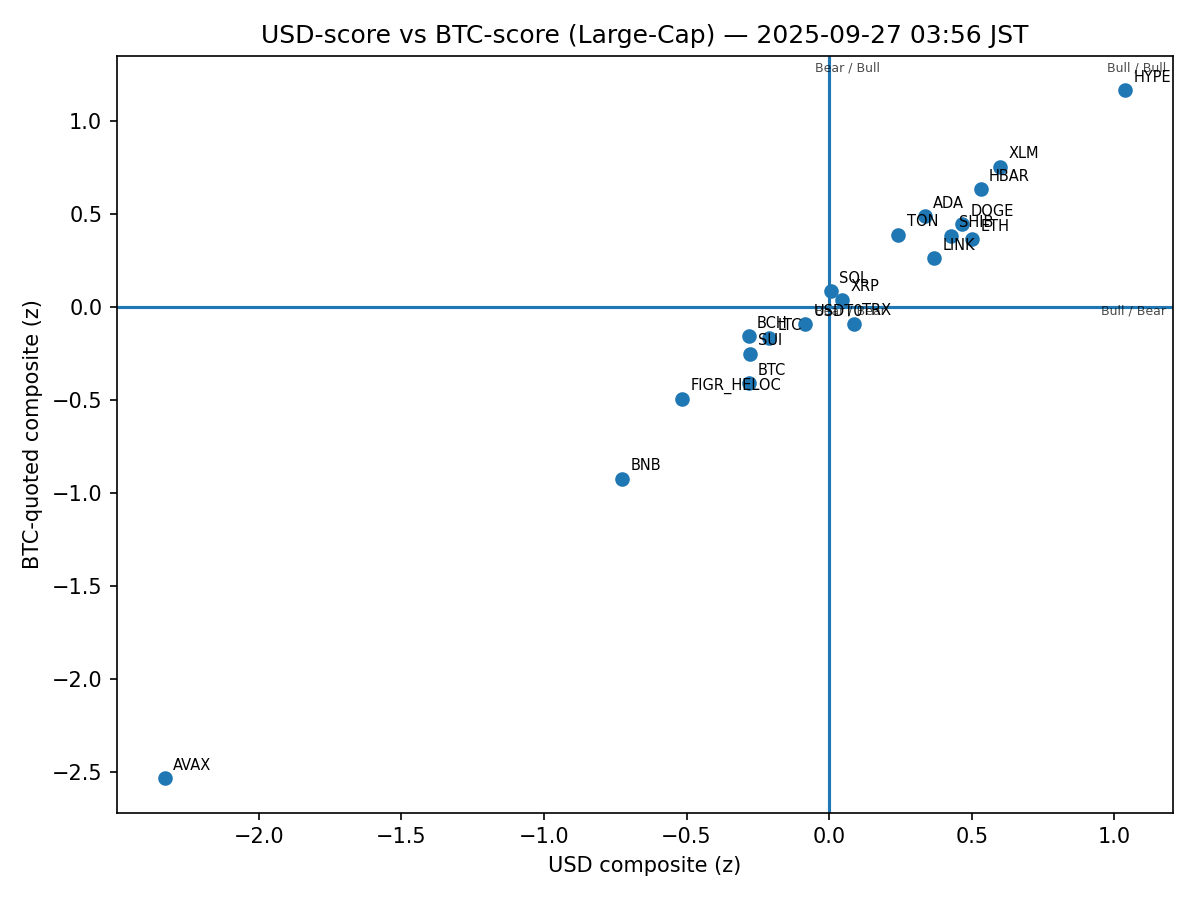 USD-score vs BTC-score (Large-Cap) — 2025-09-27 03:56 JST
Bear / Bull
Bull / Bull
HYPE
XLM
HBAR
ADA
DOGE
TON
SHIB
ETH
LINK
SOL
XRP
USDT0
TRX
Bull / Bear
BCH
LTC
SUI
BTC
FIGR_HELOC
BNB
AVAX
1.0
0.5
0.0
−0.5
−1.0
−1.5
−2.0
−2.5
BTC-quoted composite (z)
−2.0 −1.5 −1.0 −0.5 0.0 0.5 1.0
USD composite (z)